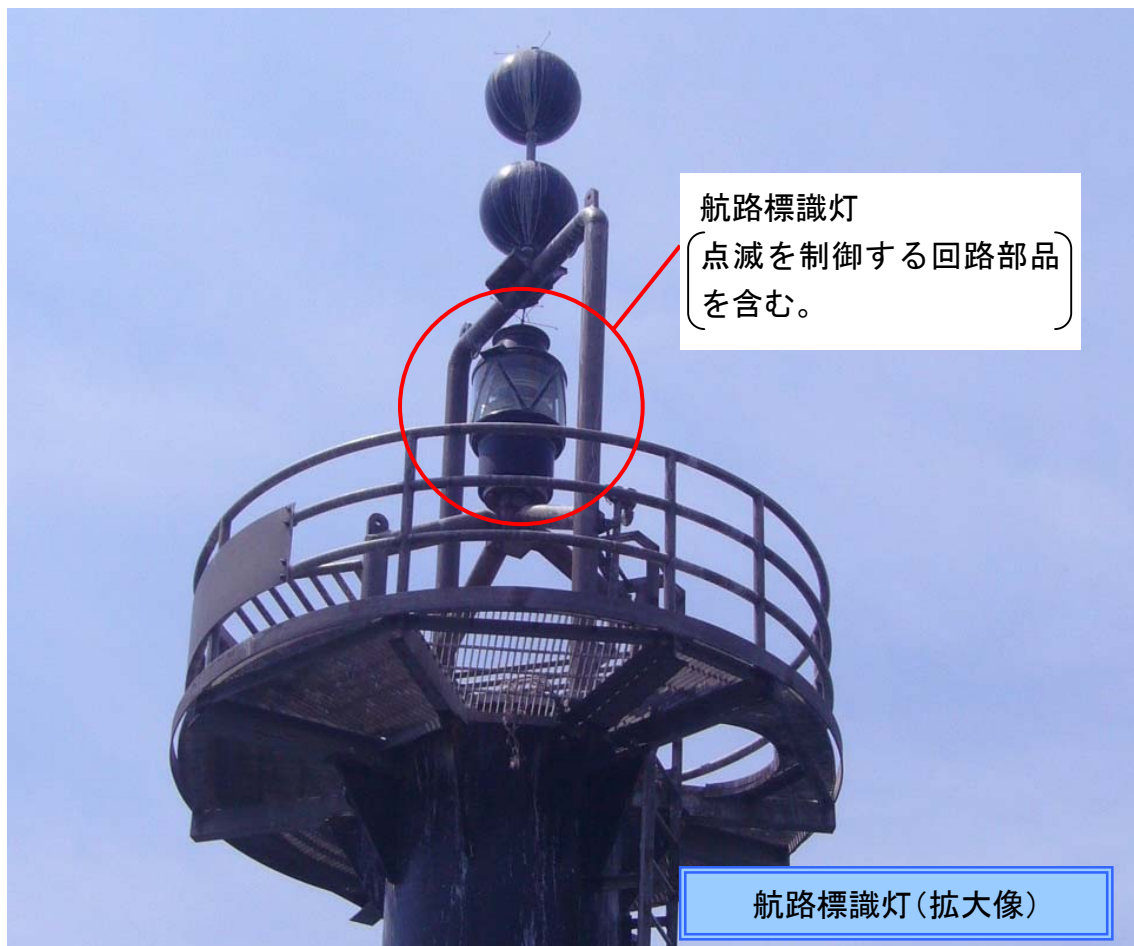 航路標識灯
点滅を制御する回路部品
を含む。
航路標識灯(拡大像)